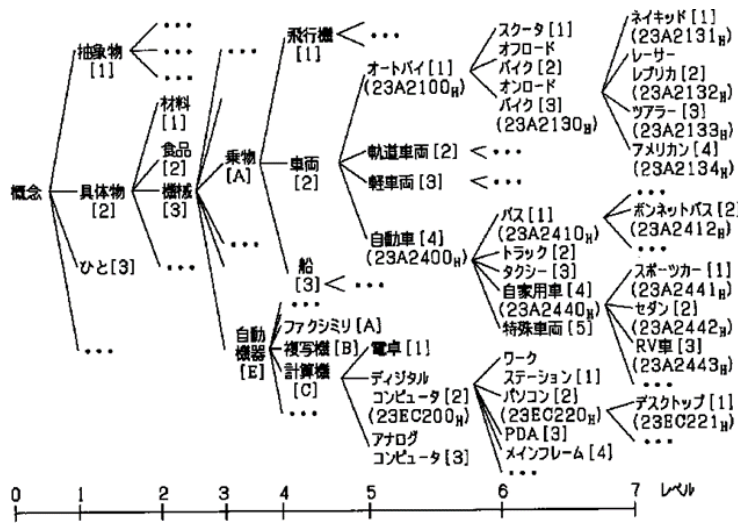 概念
抽象物
[1]
具体物
[2]
ひと[3]
•••
•••
•••
•••
材料
[1]
食品
[2]
機械
[3]
•••
•••
乗物
[A]
•••
自動
機器
[E]
飛行機
[1]
•••
車両
[2]
船
[3]
•••
•••
ファクシミリ[A]
複写機[B]
計算機
[C]
•••
オートバイ[1]
(23A2100H)
軌道車両[2]
•••
軽車両[3]
•••
自動車[4]
(23A2400H)
電卓[1]
ディジタル
コンピュータ[2]
(23EC200H)
アナログ
コンピュータ[3]
スクータ[1]
オフロード
バイク[2]
オンロード
バイク[3]
(23A2130H)
バス[1]
(23A2410H)
トラック[2]
タクシー[3]
自家用車[4]
(23A2440H)
特殊車両[5]
ワーク
ステーション[1]
パソコン[2]
(23EC220H)
PDA[3]
メインフレーム[4]
•••
ネイキッド[1]
(23A2131H)
レーサー
レプリカ[2]
(23A2132H)
ツアラー[3]
(23A2133H)
アメリカン[4]
(23A2134H)
•••
ボンネットバス[2]
(23A2412H)
•••
スポーツカー[1]
(23A2441H)
セダン[2]
(23A2442H)
RV車[3]
(23A2443H)
•••
デスクトップ[1]
(23EC221H)
•••
0 1 2 3 4 5 6 7 レベル